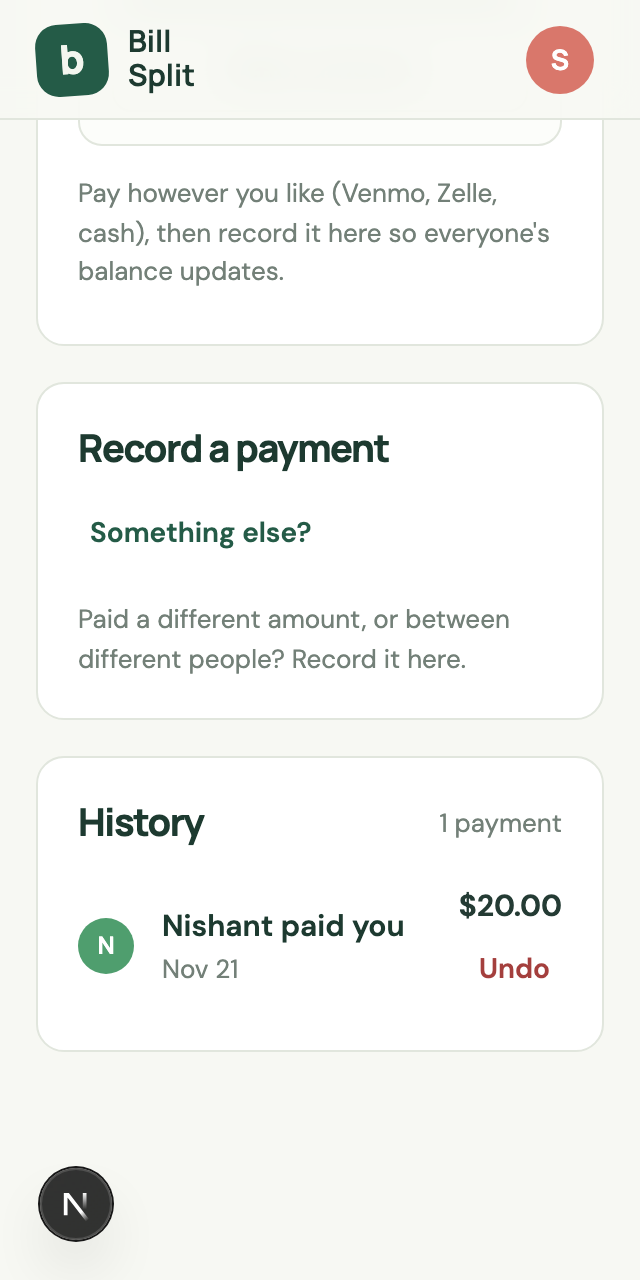 b
Bill
Split
S
Pay however you like (Venmo, Zelle,
cash), then record it here so everyone's
balance updates.
Record a payment
Something else?
Paid a different amount, or between
different people? Record it here.
History
1 payment
N
Nishant paid you
Nov 21
$20.00
Undo
N